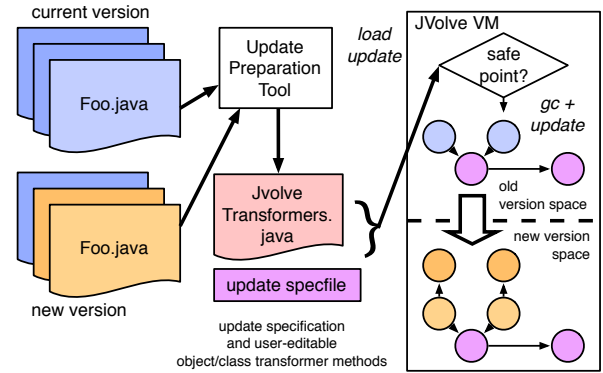 current version
Foo.java
Update
Preparation
Tool
load
update
JVolve VM
safe
point?
gc +
update
old
version space
new version
space
Foo.java
new version
Jvolve
Transformers.
java
update specfile
update specification
and user-editable
object/class transformer methods